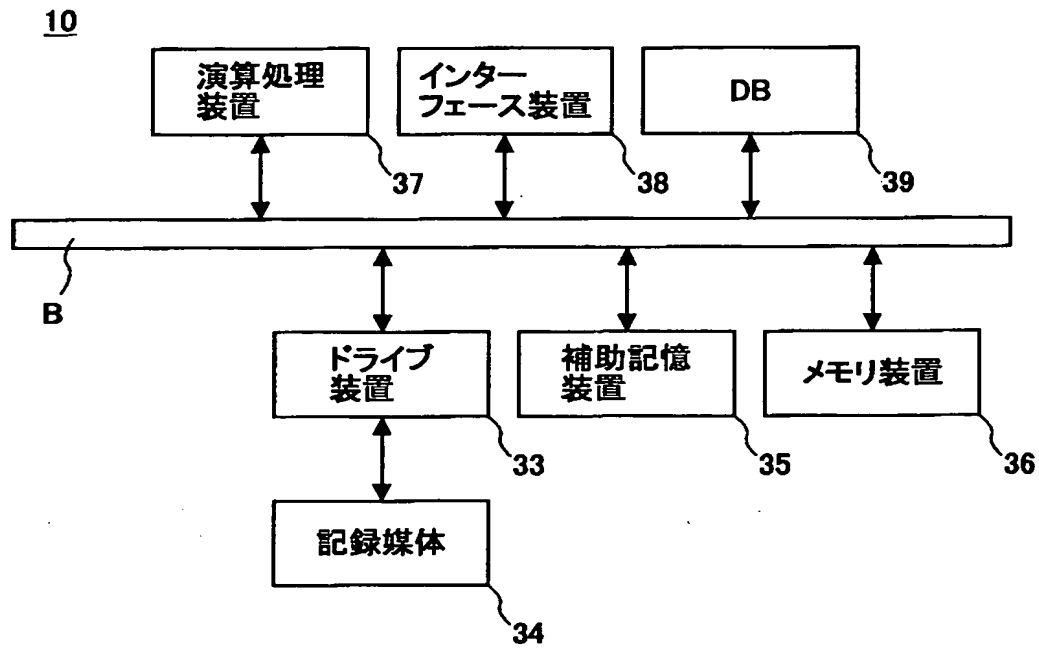 10
演算処理
装置
37
インター
フェース装置
38
DB
39
B
ドライブ
装置
33
補助記憶
装置
35
メモリ装置
36
記録媒体
34